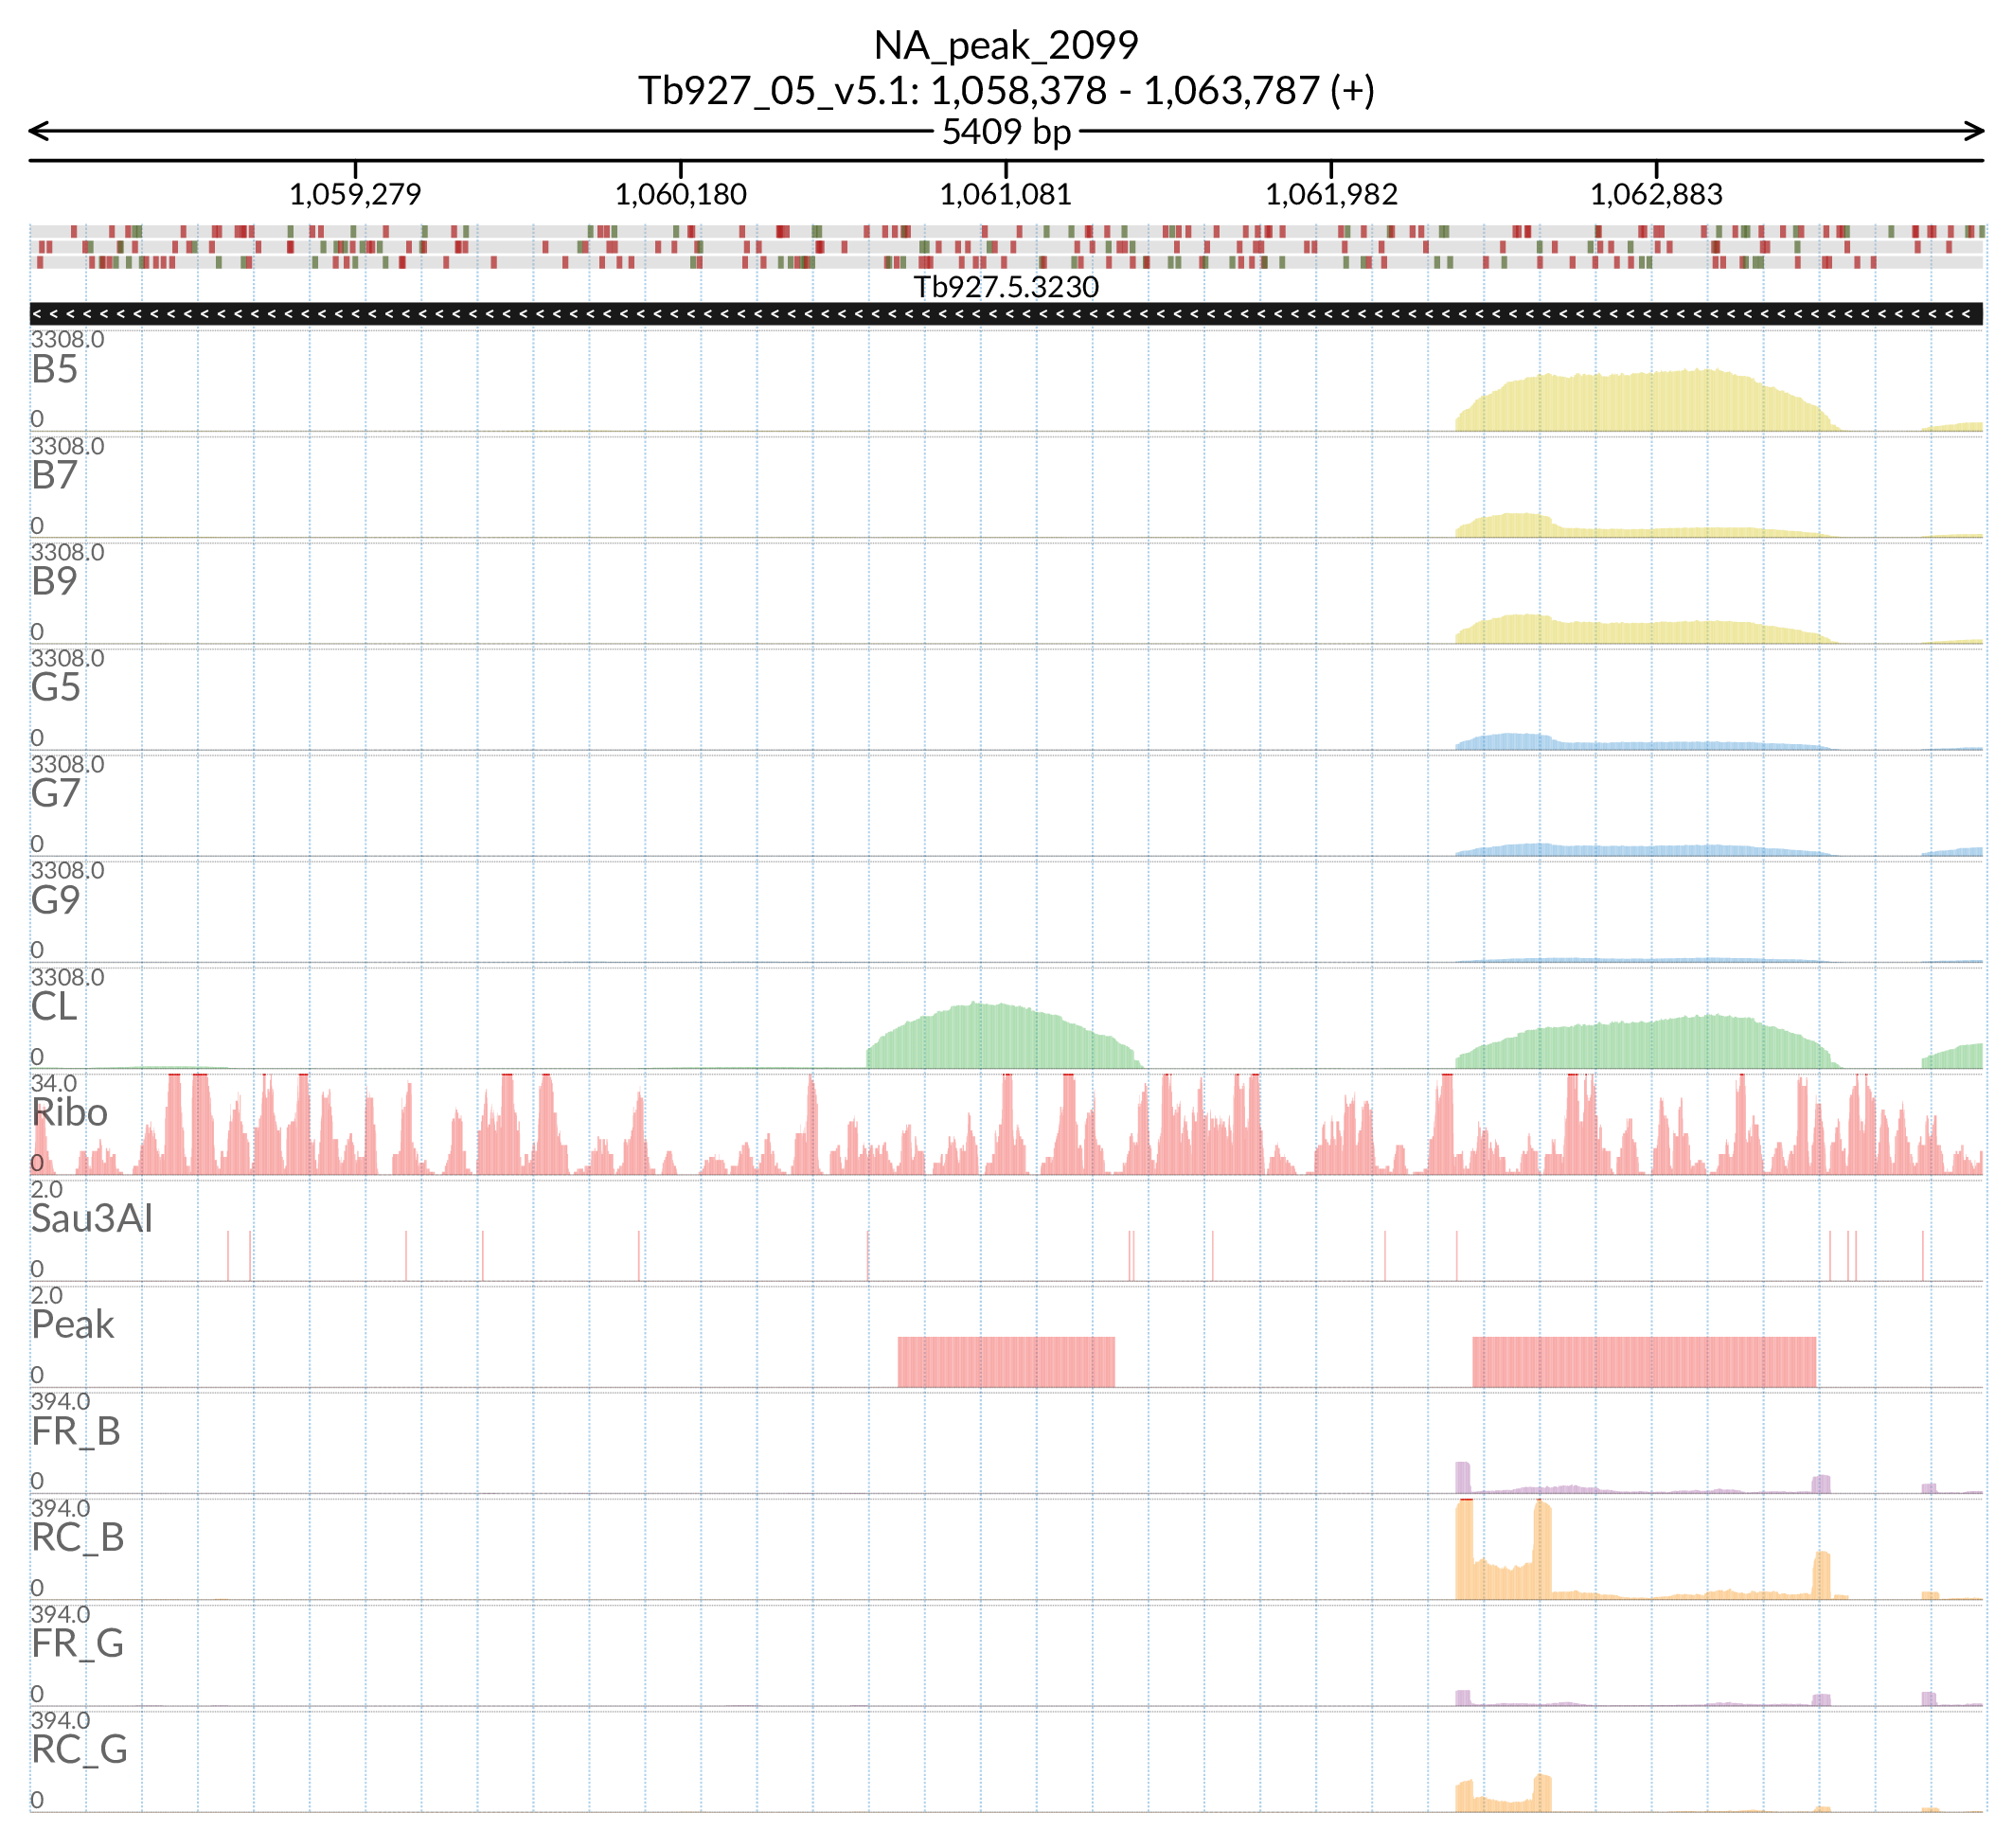 NA_peak_2099
Tb927_05_v5.1: 1,058,378 - 1,063,787 (+)
5409 bp
1,059,279 1,060,180 1,061,081 1,061,982 1,062,883
Tb927.5.3230
3308.0
B5
0
3308.0
B7
0
3308.0
B9
0
3308.0
G5
0
3308.0
G7
0
3308.0
G9
0
3308.0
CL
0
34.0
Ribo
0
2.0
Sau3AI
0
2.0
Peak
0
394.0
FR_B
0
394.0
RC_B
0
394.0
FR_G
0
394.0
RC_G
0